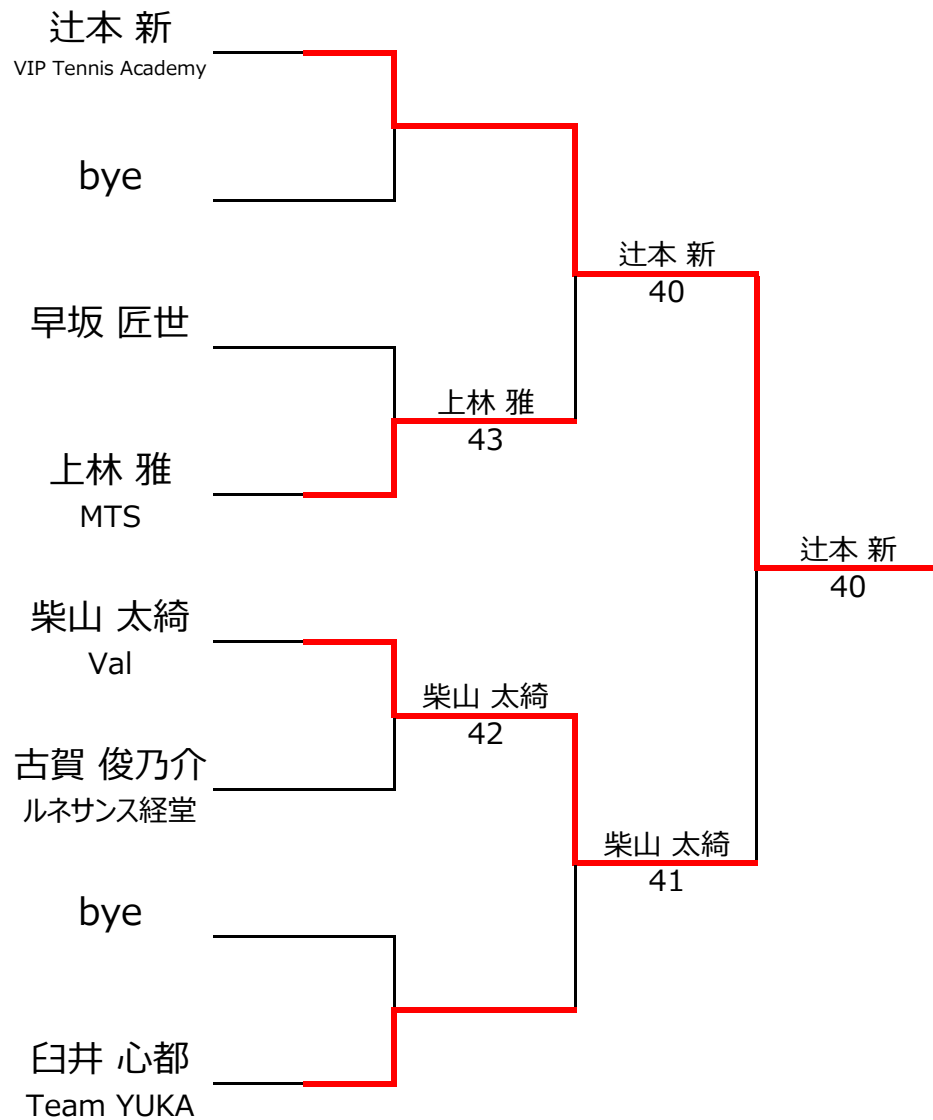 辻本 新
VIP Tennis Academy
bye
早坂 匠世
上林 雅
MTS
柴山 太綺
Val
古賀 俊乃介
ルネサンス経堂
bye
臼井 心都
Team YUKA
上林 雅
43
柴山 太綺
42
辻本 新
40
柴山 太綺
41
辻本 新
40